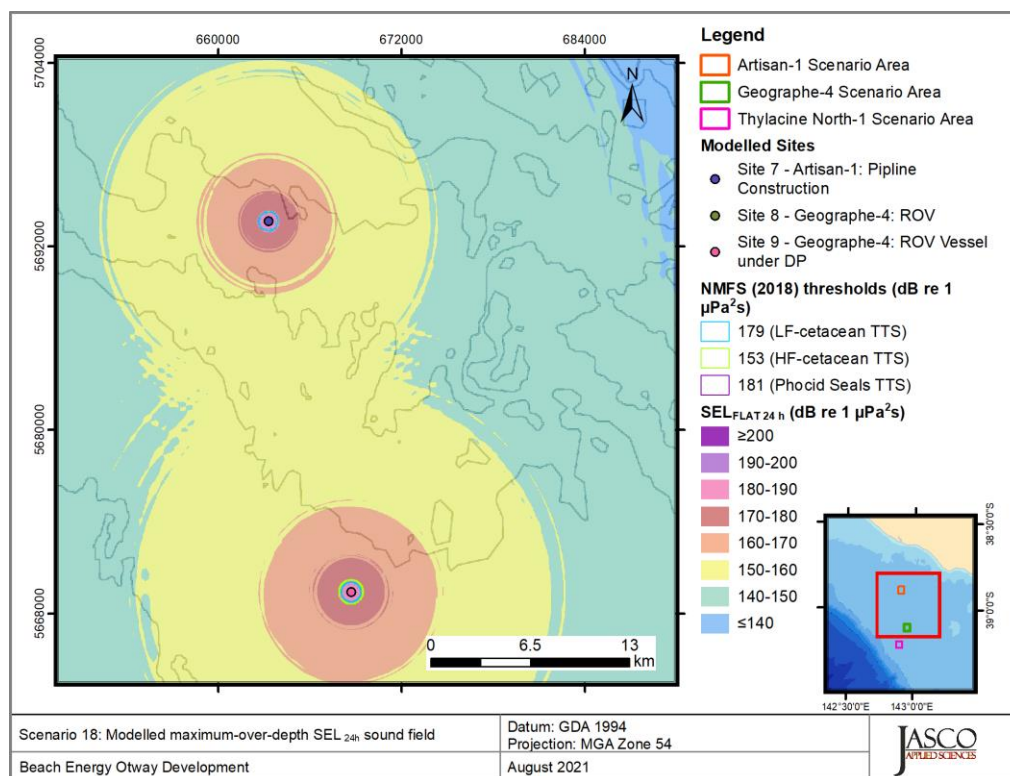 660000
672000
684000
5704000
5692000
5680000
5668000
N
0
6.5
13
km
Legend
Artisan-1 Scenario Area
Geographe-4 Scenario Area
Thylacine North-1 Scenario Area
Modelled Sites
Site 7 - Artisan-1: Pipline
Construction
Site 8 - Geographe-4: ROV
Site 9 - Geographe-4: ROV Vessel
under DP
NMFS (2018) thresholds (dB re 1
µPa²s)
179 (LF-cetacean TTS)
153 (HF-cetacean TTS)
181 (Phocid Seals TTS)
SEL FLAT 24 h (dB re 1 µPa²s)
≥200
190-200
180-190
170-180
160-170
150-160
140-150
≤140
38°30'0"S
39°0'0"S
142°30'0"E
143°0'0"E
Scenario 18: Modelled maximum-over-depth SEL 24h sound field
Datum: GDA 1994
Projection: MGA Zone 54
Beach Energy Otway Development
August 2021
JASCO
APPLIED SCIENCES